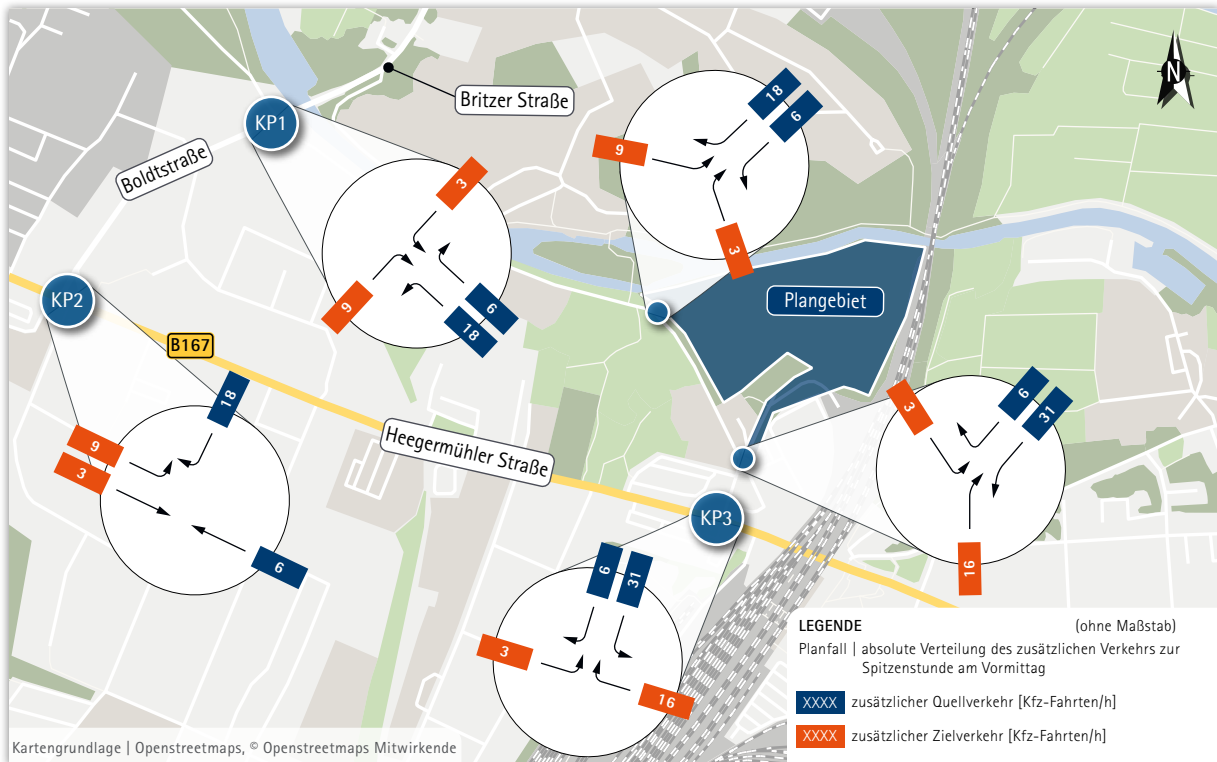 N
KP1
Britzer Straße
Boldtstraße
18
6
9
3
3
9
6
18
KP2
B167
Plangebiet
18
9
3
6
Heegermühler Straße
KP3
3
6
31
16
6
31
3
16
LEGENDE
(ohne Maßstab)
Planfall | absolute Verteilung des zusätzlichen Verkehrs zur
Spitzenstunde am Vormittag
XXXX zusätzlicher Quellverkehr [Kfz-Fahrten/h]
XXXX zusätzlicher Zielverkehr [Kfz-Fahrten/h]
Kartengrundlage | Openstreetmaps, © Openstreetmaps Mitwirkende